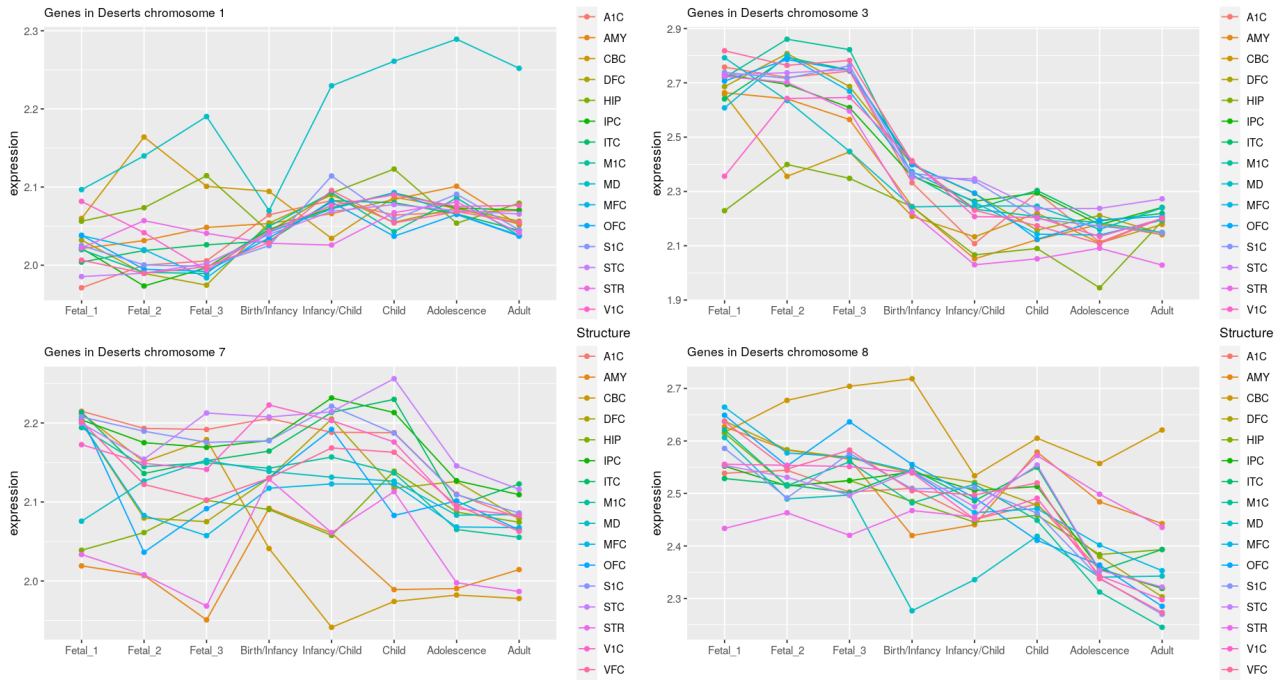 Genes in Deserts chromosome 1
2.3
2.2
2.1
2.0
expression
Fetal_1 Fetal_2 Fetal_3 Birth/Infancy Infancy/Child Child Adolescence Adult
A1C
AMY
CBC
DFC
HIP
IPC
ITC
M1C
MD
MFC
OFC
S1C
STC
STR
V1C
Genes in Deserts chromosome 3
2.9
2.7
2.5
2.3
2.1
1.9
expression
Fetal_1 Fetal_2 Fetal_3 Birth/Infancy Infancy/Child Child Adolescence Adult
A1C
AMY
CBC
DFC
HIP
IPC
ITC
M1C
MD
MFC
OFC
S1C
STC
STR
V1C
Genes in Deserts chromosome 7
2.2
2.1
2.0
expression
Fetal_1 Fetal_2 Fetal_3 Birth/Infancy Infancy/Child Child Adolescence Adult
Structure
A1C
AMY
CBC
DFC
HIP
IPC
ITC
M1C
MD
MFC
OFC
S1C
STC
STR
V1C
VFC
Genes in Deserts chromosome 8
2.7
2.6
2.5
2.4
2.3
expression
Fetal_1 Fetal_2 Fetal_3 Birth/Infancy Infancy/Child Child Adolescence Adult
Structure
A1C
AMY
CBC
DFC
HIP
IPC
ITC
M1C
MD
MFC
OFC
S1C
STC
STR
V1C
VFC